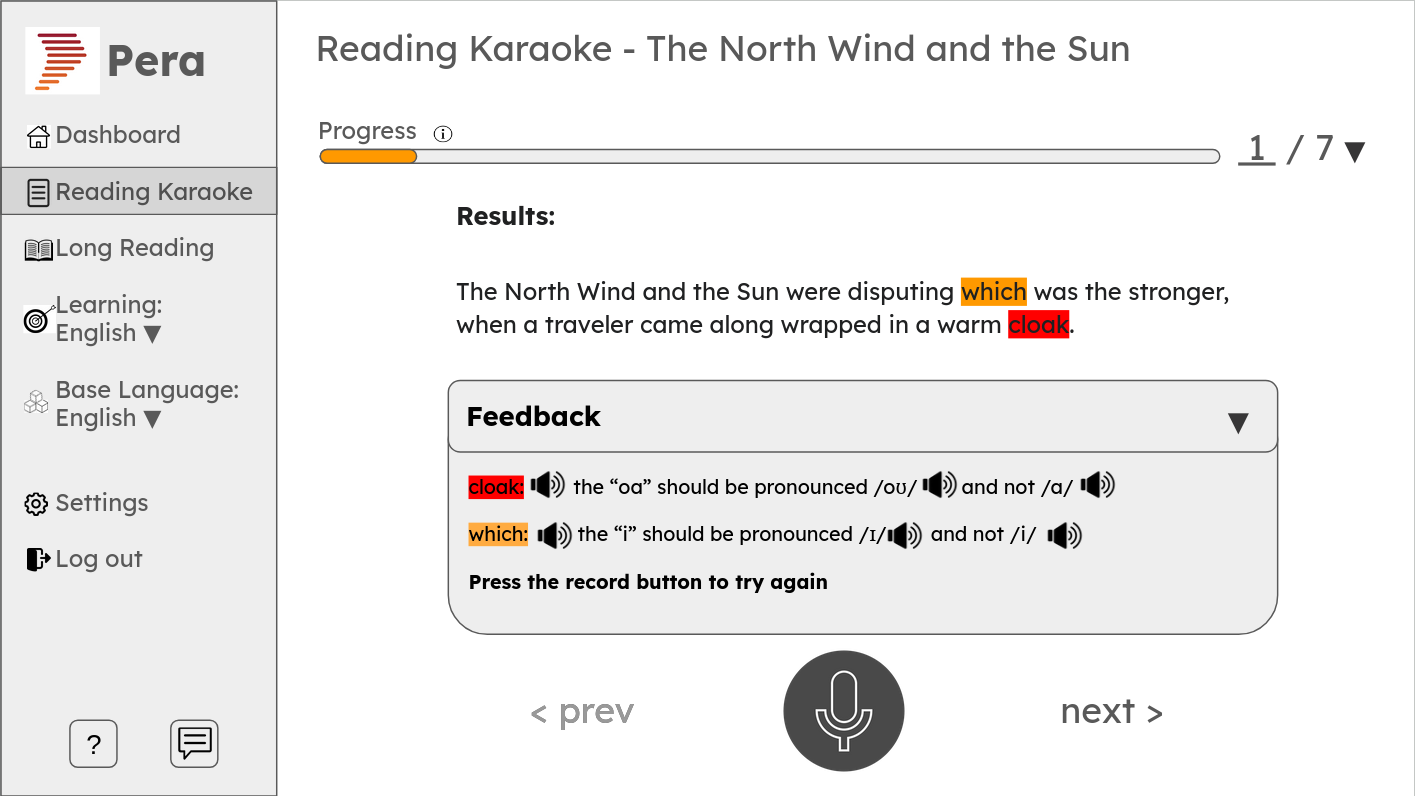 Pera
Dashboard
Reading Karaoke
Long Reading
Learning:
English ▼
Base Language:
English ▼
Settings
Log out
?
Reading Karaoke - The North Wind and the Sun
Progress
1 / 7 ▼
Results:
The North Wind and the Sun were disputing which was the stronger,
when a traveler came along wrapped in a warm cloak.
Feedback ▼
cloak: the “oa” should be pronounced /oʊ/ and not /a/
which: the “i” should be pronounced /ɪ/ and not /i/
Press the record button to try again
< prev
next >